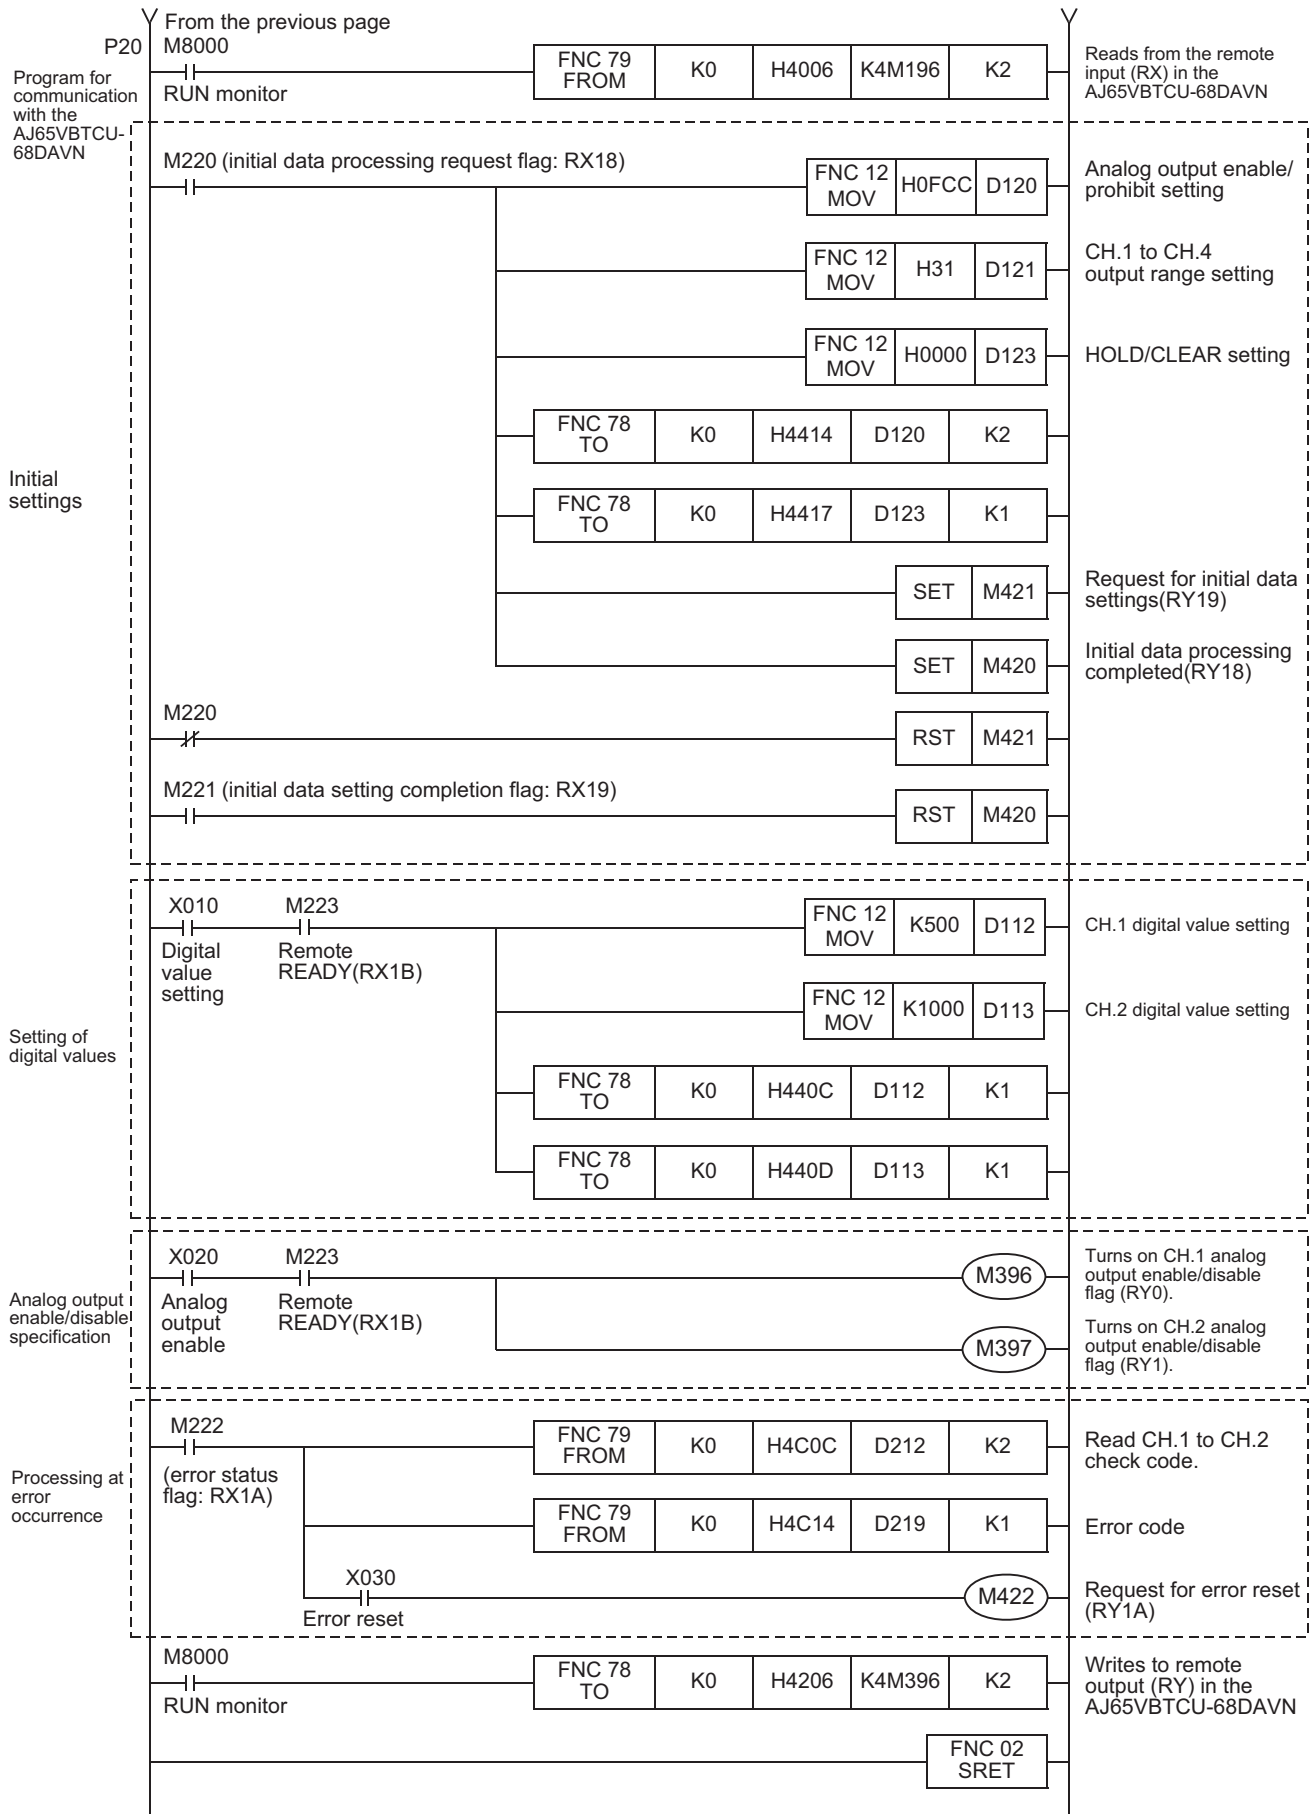 From the previous page
P20
M8000
RUN monitor
FNC 79
FROM
K0
H4006
K4M196
K2
Reads from the remote
input (RX) in the
AJ65VBTCU-68DAVN
Program for
communication
with the
AJ65VBTCU-
68DAVN
M220 (initial data processing request flag: RX18)
FNC 12
MOV
H0FCC
D120
Analog output enable/
prohibit setting
FNC 12
MOV
H31
D121
CH.1 to CH.4
output range setting
FNC 12
MOV
H0000
D123
HOLD/CLEAR setting
FNC 78
TO
K0
H4414
D120
K2
Initial
settings
FNC 78
TO
K0
H4417
D123
K1
SET
M421
Request for initial data
settings(RY19)
SET
M420
Initial data processing
completed(RY18)
M220
RST
M421
M221 (initial data setting completion flag: RX19)
RST
M420
X010
Digital
value
setting
M223
Remote
READY(RX1B)
FNC 12
MOV
K500
D112
CH.1 digital value setting
FNC 12
MOV
K1000
D113
CH.2 digital value setting
Setting of
digital values
FNC 78
TO
K0
H440C
D112
K1
FNC 78
TO
K0
H440D
D113
K1
X020
Analog
output
enable
M223
Remote
READY(RX1B)
M396
Turns on CH.1 analog
output enable/disable
flag (RY0).
Analog output
enable/disable
specification
M397
Turns on CH.2 analog
output enable/disable
flag (RY1).
M222
(error status
flag: RX1A)
FNC 79
FROM
K0
H4C0C
D212
K2
Read CH.1 to CH.2
check code.
Processing at
error
occurrence
FNC 79
FROM
K0
H4C14
D219
K1
Error code
X030
Error reset
M422
Request for error reset
(RY1A)
M8000
RUN monitor
FNC 78
TO
K0
H4206
K4M396
K2
Writes to remote
output (RY) in the
AJ65VBTCU-68DAVN
FNC 02
SRET